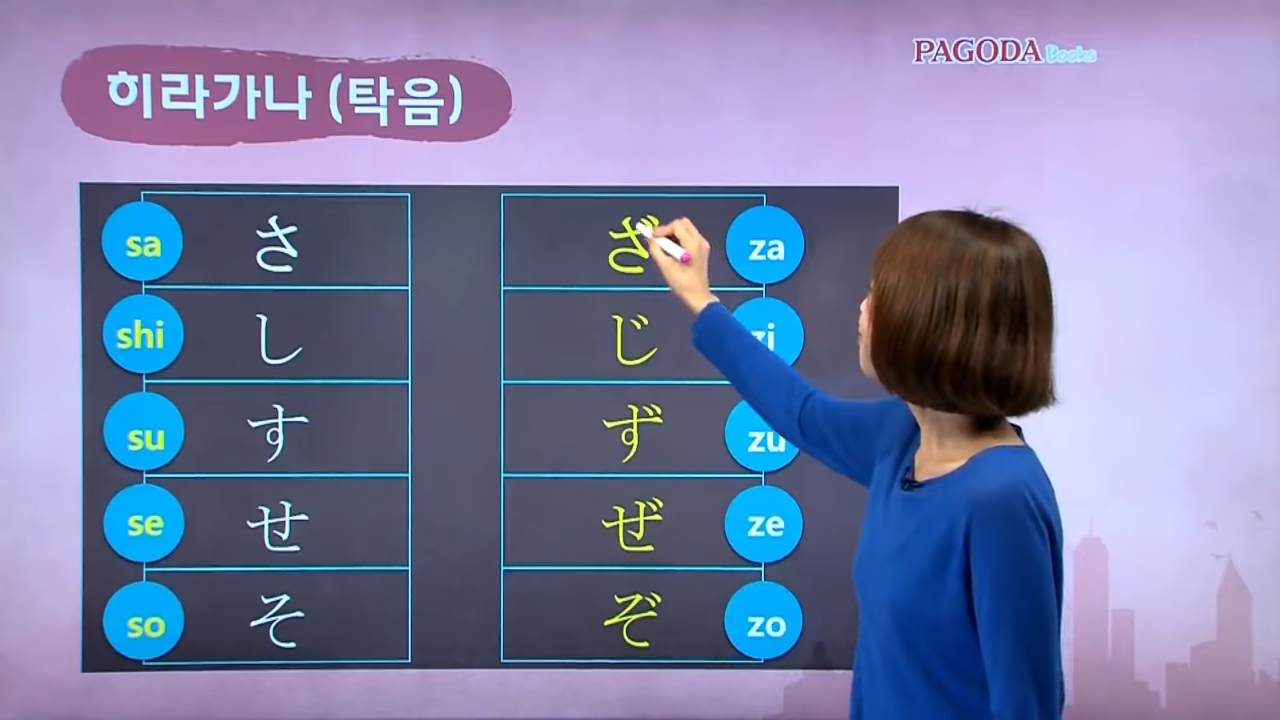 히라가나 (탁음)
PAGODA Books
sa さ ざ za
shi し じ zi
su す ず zu
se せ ぜ ze
so そ ぞ zo